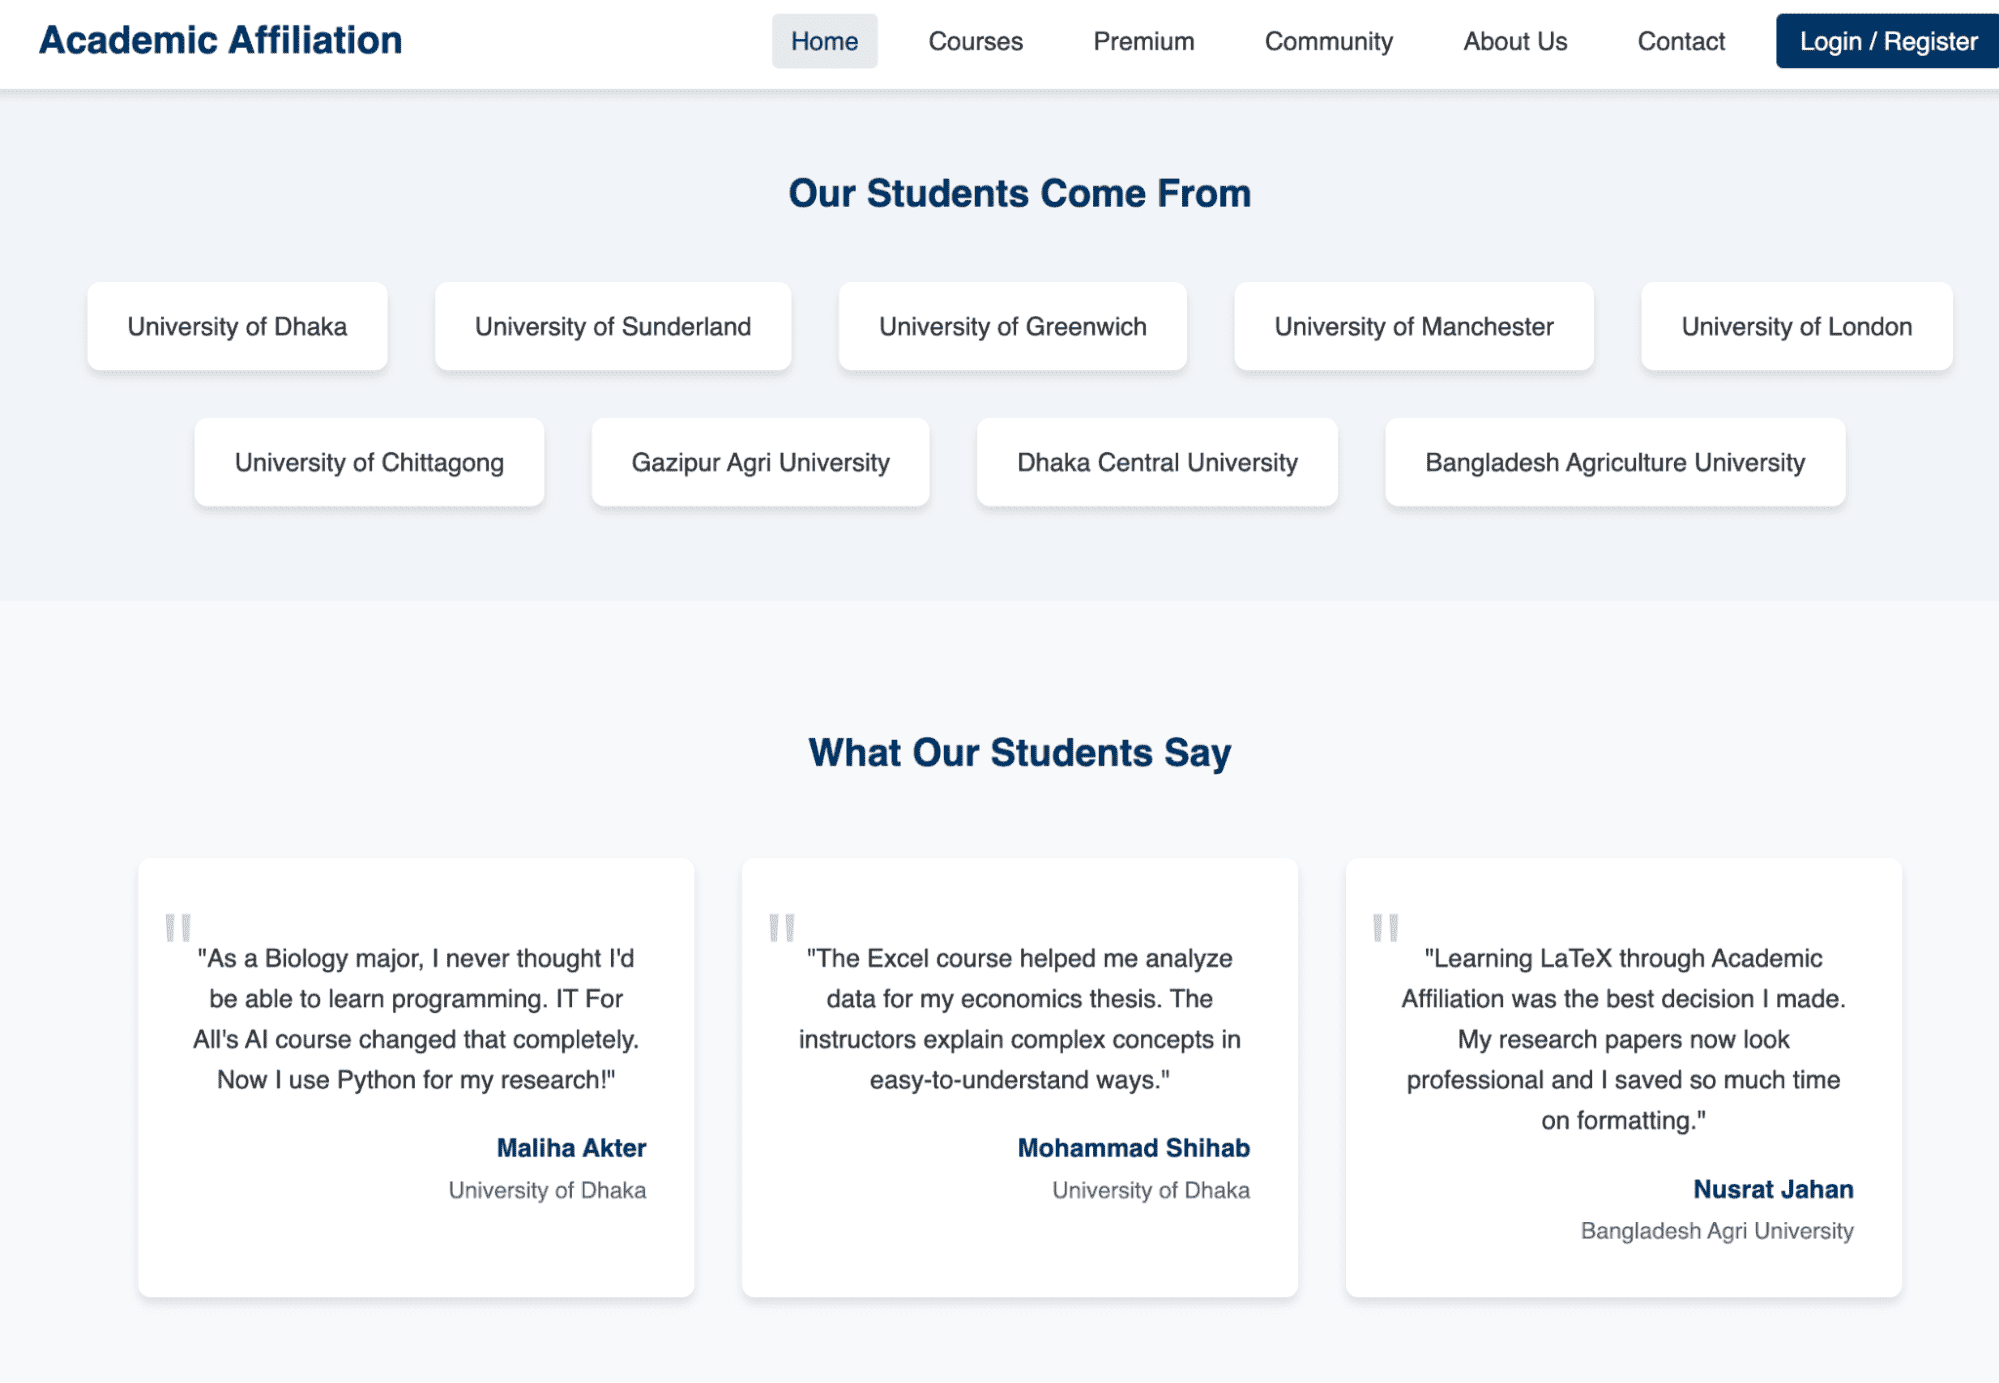 Academic Affiliation
Home Courses Premium Community About Us Contact Login / Register
Our Students Come From
University of Dhaka
University of Sunderland
University of Greenwich
University of Manchester
University of London
University of Chittagong
Gazipur Agri University
Dhaka Central University
Bangladesh Agriculture University
What Our Students Say
"
"As a Biology major, I never thought I'd
be able to learn programming. IT For
All's AI course changed that completely.
Now I use Python for my research!"
Maliha Akter
University of Dhaka
"
"The Excel course helped me analyze
data for my economics thesis. The
instructors explain complex concepts in
easy-to-understand ways."
Mohammad Shihab
University of Dhaka
"
"Learning LaTeX through Academic
Affiliation was the best decision I made.
My research papers now look
professional and I saved so much time
on formatting."
Nusrat Jahan
Bangladesh Agri University